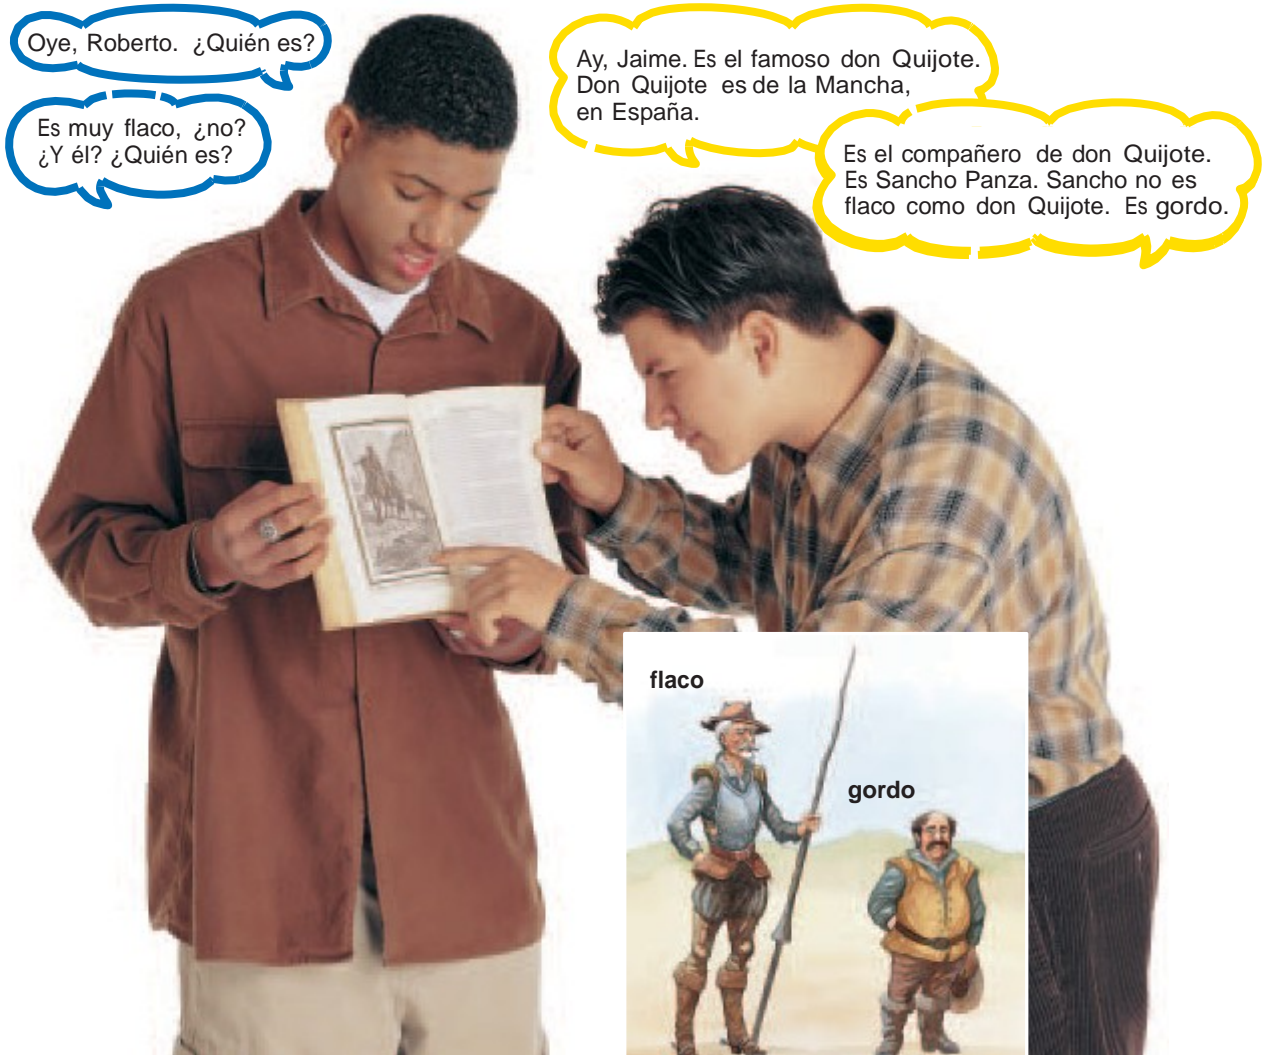 Oye, Roberto. ¿Quién es?
Es muy flaco, ¿no?
¿Y él? ¿Quién es?
Ay, Jaime. Es el famoso don Quijote.
Don Quijote es de la Mancha,
en España.
Es el compañero de don Quijote.
Es Sancho Panza. Sancho no es
flaco como don Quijote. Es gordo.
flaco
gordo